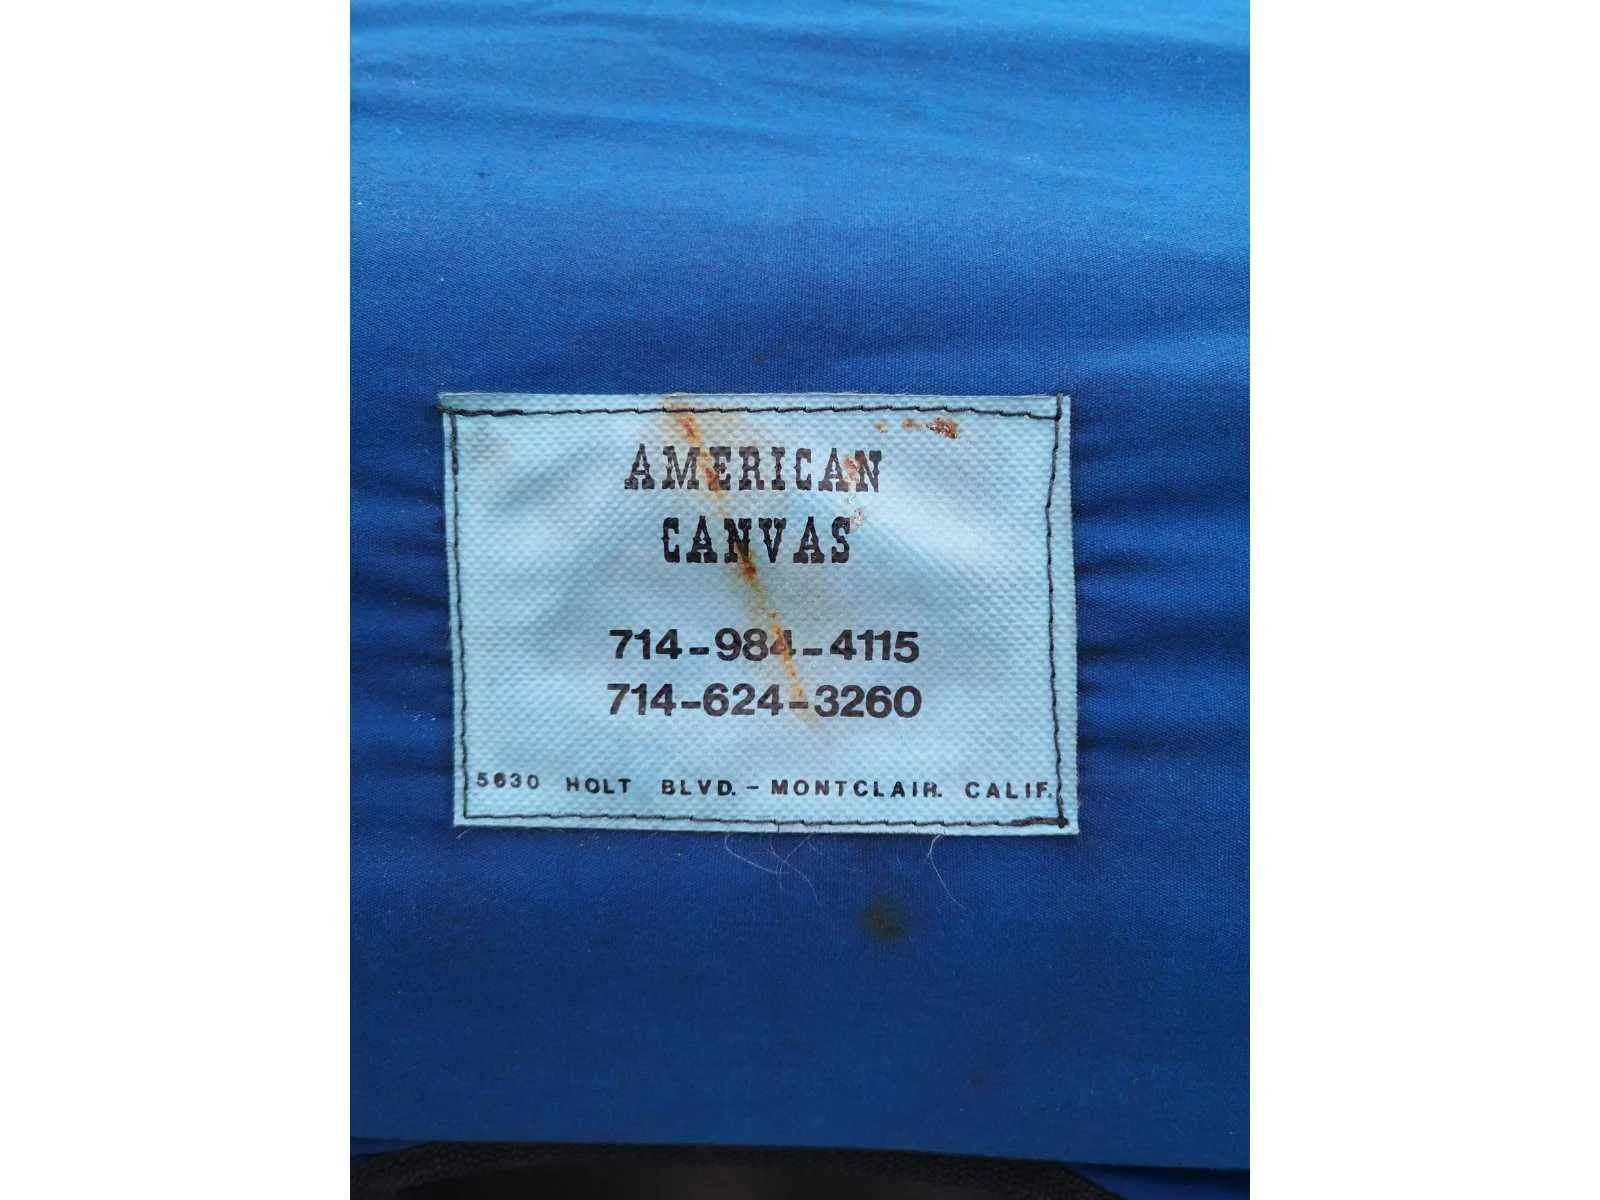 AMERICAN
CANVAS
714-984-4115
714-624-3260
5630 HOLT BLVD. - MONTCLAIR. CALIF.